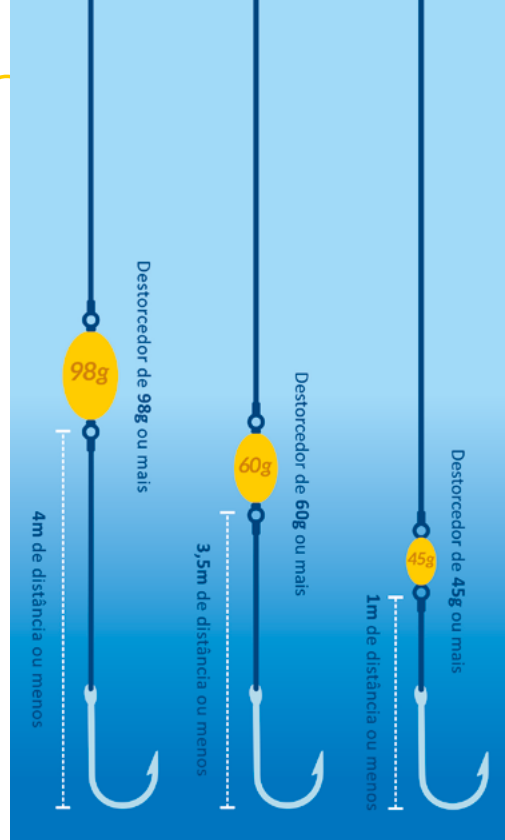 98g
Destorcedor de 98g ou mais
4m de distância ou menos
60g
Destorcedor de 60g ou mais
3,5m de distância ou menos
45g
Destorcedor de 45g ou mais
1m de distância ou menos